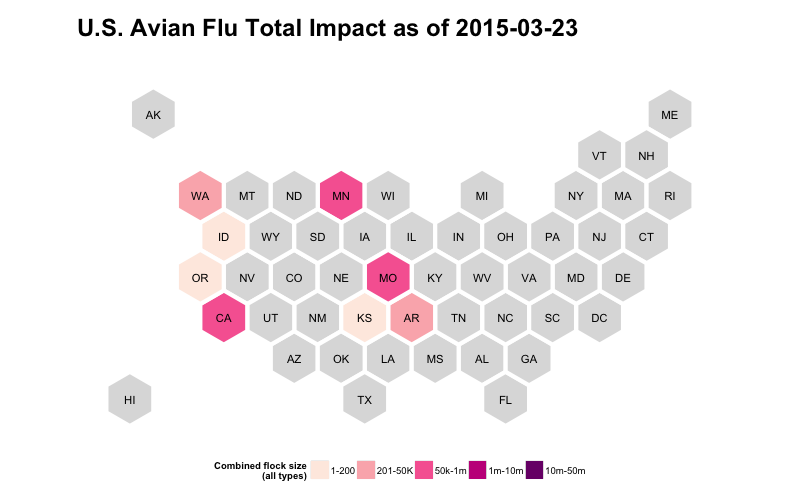 U.S. Avian Flu Total Impact as of 2015-03-23
AK ME
VT NH
WA MT ND MN WI MI NY MA RI
ID WY SD IA IL IN OH PA NJ CT
OR NV CO NE MO KY WV VA MD DE
CA UT NM KS AR TN NC SC DC
AZ OK LA MS AL GA
HI TX FL
Combined flock size
(all types) 1-200 201-50K 50k-1m 1m-10m 10m-50m